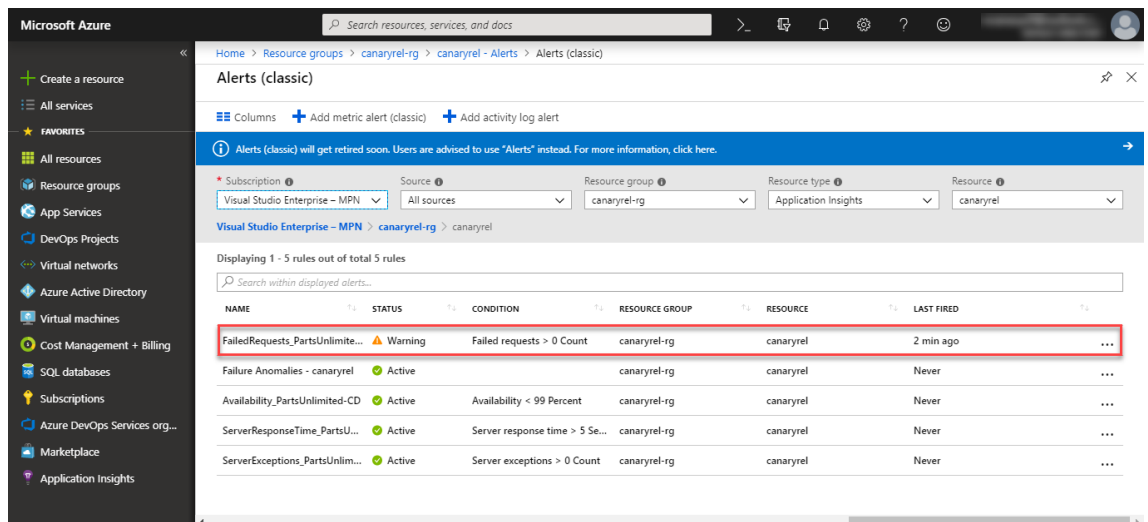 Microsoft Azure
Search resources, services, and docs
Home > Resource groups > canaryrel-rg > canaryrel - Alerts > Alerts (classic)
Create a resource
All services
FAVORITES
All resources
Resource groups
App Services
DevOps Projects
Virtual networks
Azure Active Directory
Virtual machines
Cost Management + Billing
SQL databases
Subscriptions
Azure DevOps Services org...
Marketplace
Application Insights
Alerts (classic)
Columns Add metric alert (classic) Add activity log alert
Alerts (classic) will get retired soon. Users are advised to use "Alerts" instead. For more information, click here.
* Subscription Source Resource group Resource type Resource
Visual Studio Enterprise – MPN All sources canaryrel-rg Application Insights canaryrel
Visual Studio Enterprise – MPN > canaryrel-rg > canaryrel
Displaying 1 - 5 rules out of total 5 rules
Search within displayed alerts...
NAME STATUS CONDITION RESOURCE GROUP RESOURCE LAST FIRED
FailedRequests_PartsUnlimite... Warning Failed requests > 0 Count canaryrel-rg canaryrel 2 min ago ...
Failure Anomalies - canaryrel Active canaryrel-rg canaryrel Never ...
Availability_PartsUnlimited-CD Active Availability < 99 Percent canaryrel-rg canaryrel Never ...
ServerResponseTime_PartsU... Active Server response time > 5 Se... canaryrel-rg canaryrel Never ...
ServerExceptions_PartsUnlim... Active Server exceptions > 0 Count canaryrel-rg canaryrel Never ...